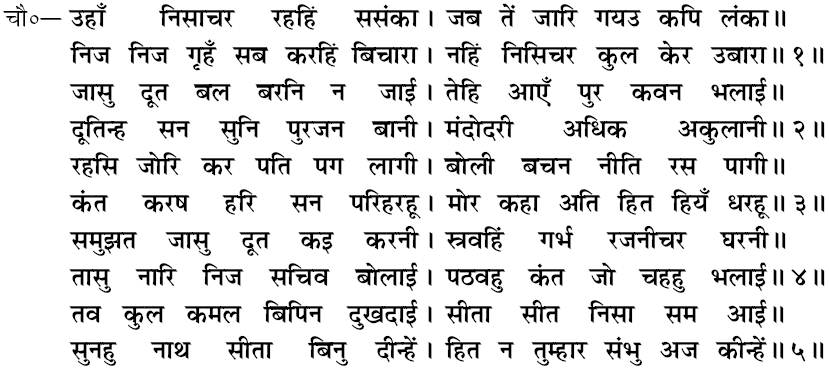 चौ०— उहाँ निसाचर रहहिं ससंका। जब तें जारि गयउ कपि लंका॥
निज निज गृहँ सब करहिं बिचारा। नहिं निसिचर कुल केर उबारा॥ १॥
जासु दूत बल बरनि न जाई। तेहि आएँ पुर कवन भलाई॥
दूतिन्ह सन सुनि पुरजन बानी। मंदोदरी अधिक अकुलानी॥ २॥
रहसि जोरि कर पति पग लागी। बोली बचन नीति रस पागी॥
कंत करष हरि सन परिहरहू। मोर कहा अति हित हियँ धरहू॥ ३॥
समुझत जासु दूत कइ करनी। स्रवहिं गर्भ रजनीचर घरनी॥
तासु नारि निज सचिव बोलाई। पठवहु कंत जो चहहु भलाई॥ ४॥
तव कुल कमल बिपिन दुखदाई। सीता सीत निसा सम आई॥
सुनहु नाथ सीता बिनु दीन्हें। हित न तुम्हार संभु अज कीन्हें॥ ५॥